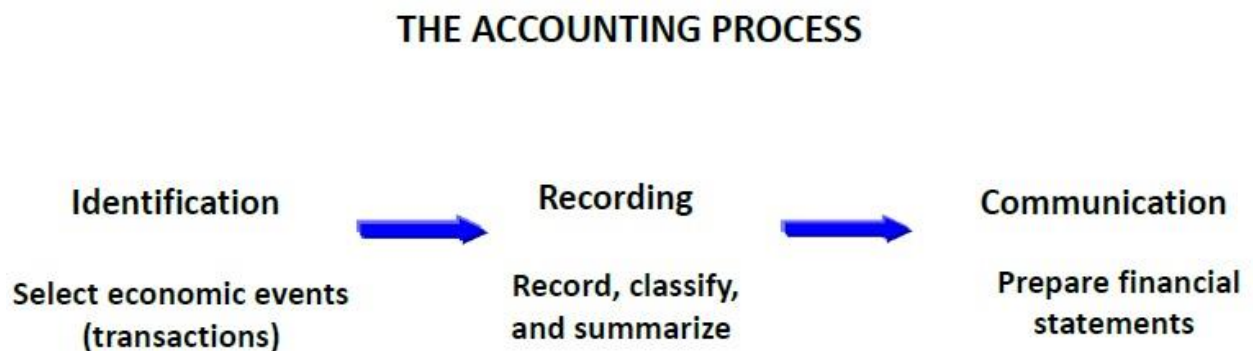 THE ACCOUNTING PROCESS
Identification
Select economic events
(transactions)
Recording
Record, classify,
and summarize
Communication
Prepare financial
statements